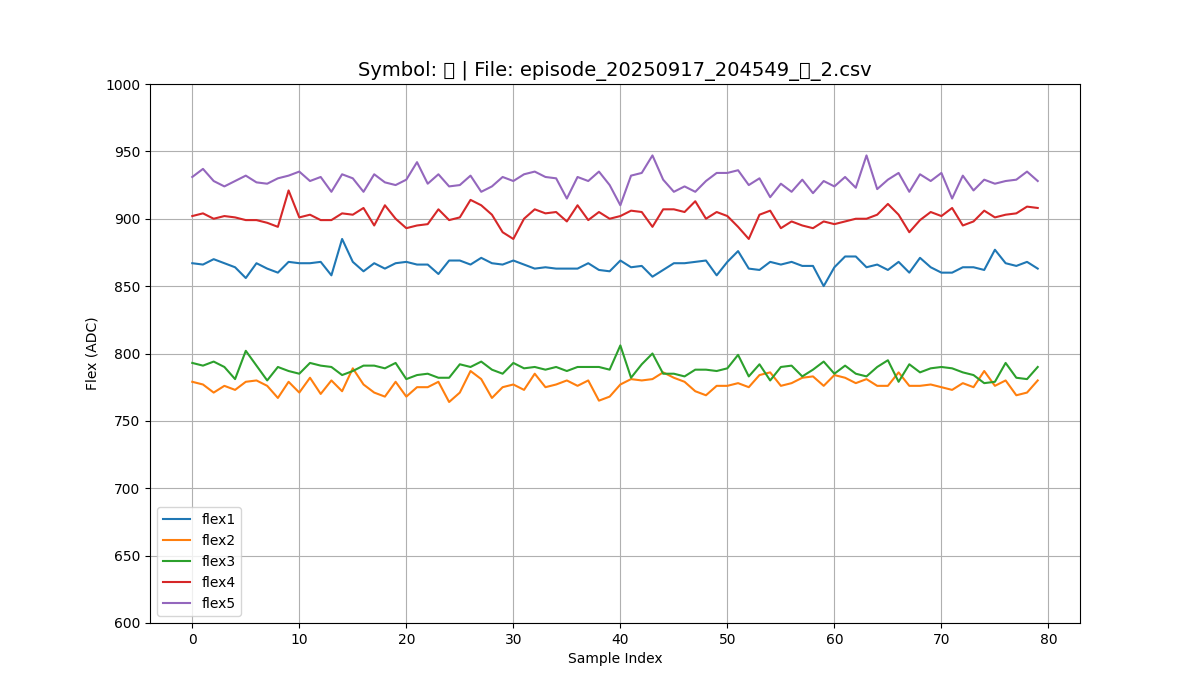 Symbol: | File: episode_20250917_204549_ _2.csv
1000
950
900
850
800
750
700
650
600
Flex (ADC)
flex1
flex2
flex3
flex4
flex5
0 10 20 30 40 50 60 70 80
Sample Index